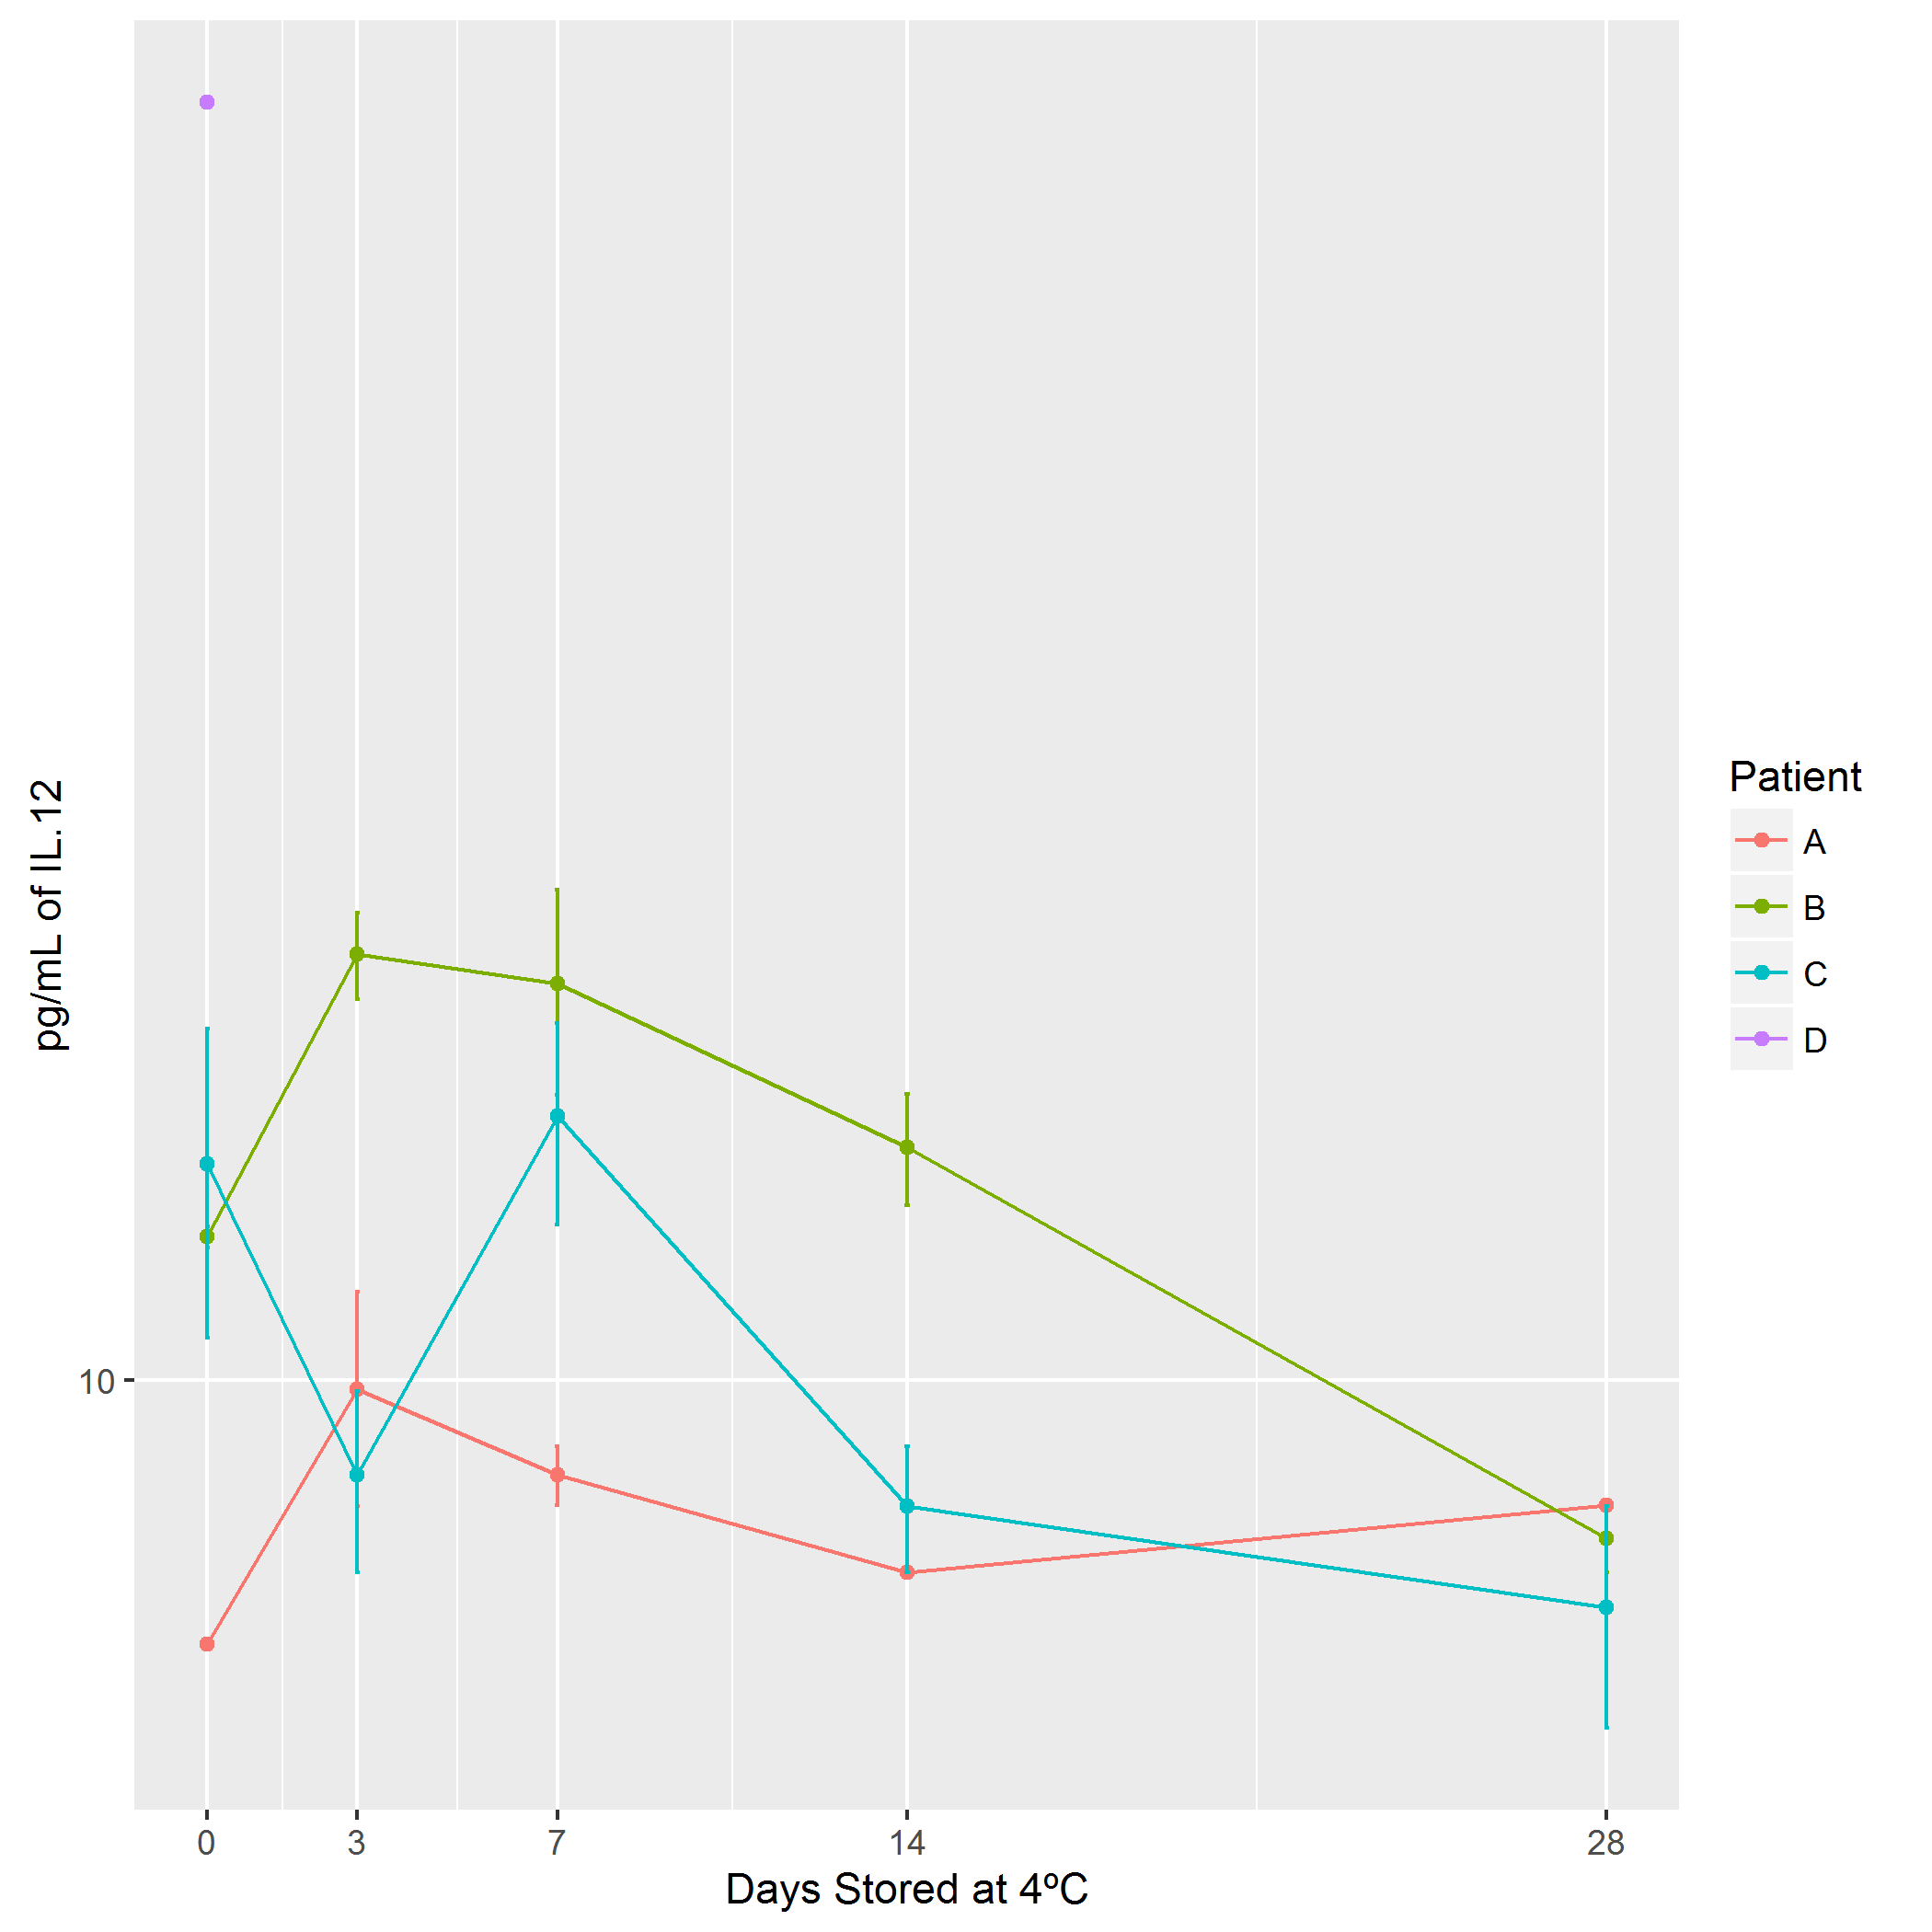 pg/mL of IL.12
10
0 3 7 14 28
Days Stored at 4ºC
Patient
A
B
C
D